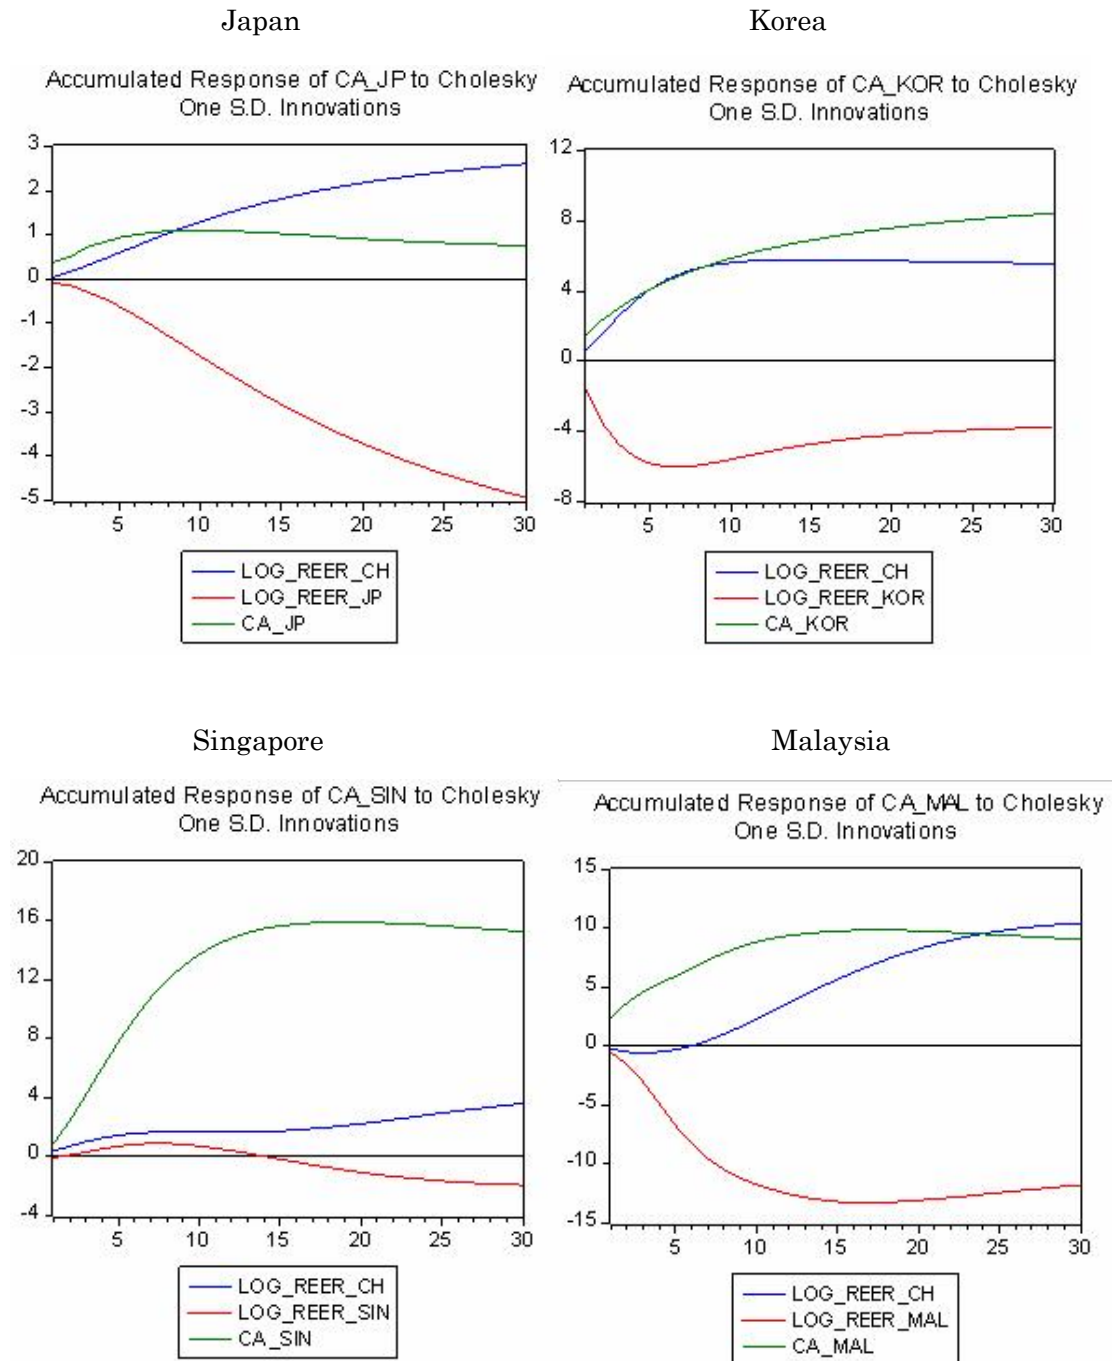 Japan
Accumulated Response of CA_JP to Cholesky
One S.D. Innovations
3
2
1
0
-1
-2
-3
-4
-5
5 10 15 20 25 30
LOG_REER_CH
LOG_REER_JP
CA_JP
Korea
Accumulated Response of CA_KOR to Cholesky
One S.D. Innovations
12
8
4
0
-4
-8
5 10 15 20 25 30
LOG_REER_CH
LOG_REER_KOR
CA_KOR
Singapore
Accumulated Response of CA_SIN to Cholesky
One S.D. Innovations
20
16
12
8
4
0
-4
5 10 15 20 25 30
LOG_REER_CH
LOG_REER_SIN
CA_SIN
Malaysia
Accumulated Response of CA_MAL to Cholesky
One S.D. Innovations
15
10
5
0
-5
-10
-15
5 10 15 20 25 30
LOG_REER_CH
LOG_REER_MAL
CA_MAL